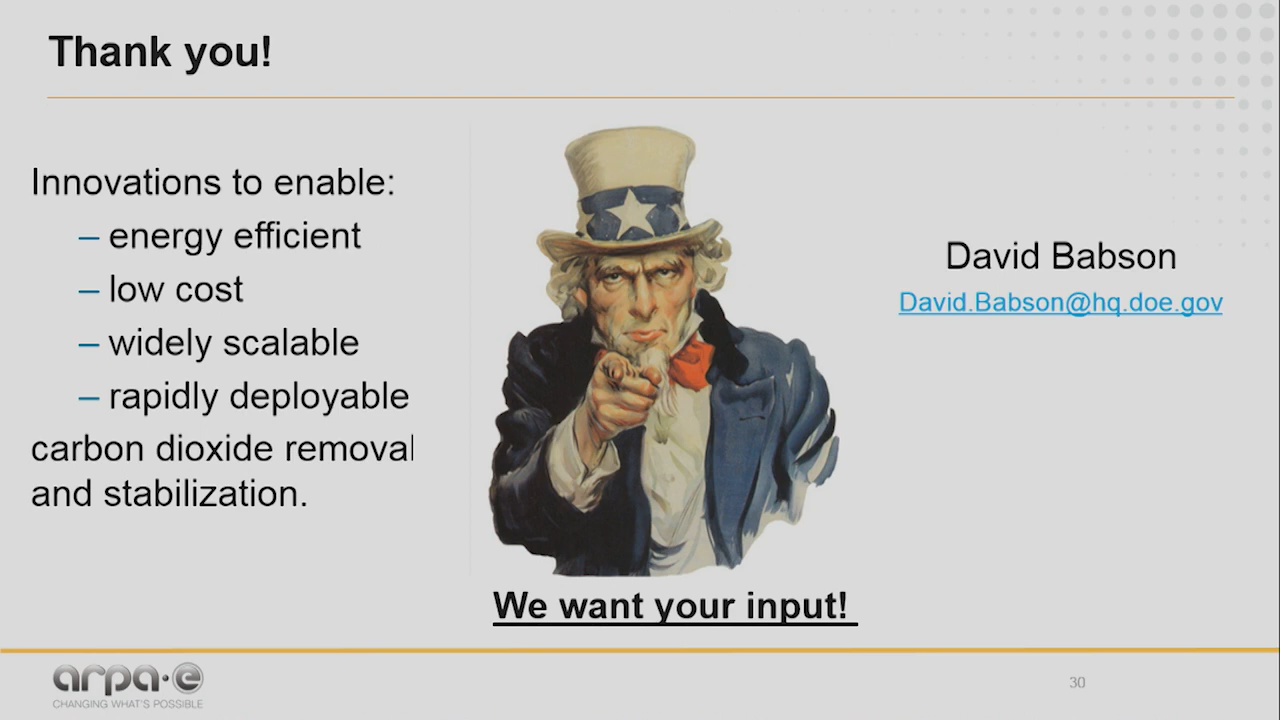 Thank you!
Innovations to enable:
– energy efficient
– low cost
– widely scalable
– rapidly deployable
carbon dioxide removal
and stabilization.
David Babson
David.Babson@hq.doe.gov
We want your input!
arpa·e
CHANGING WHAT'S POSSIBLE
30